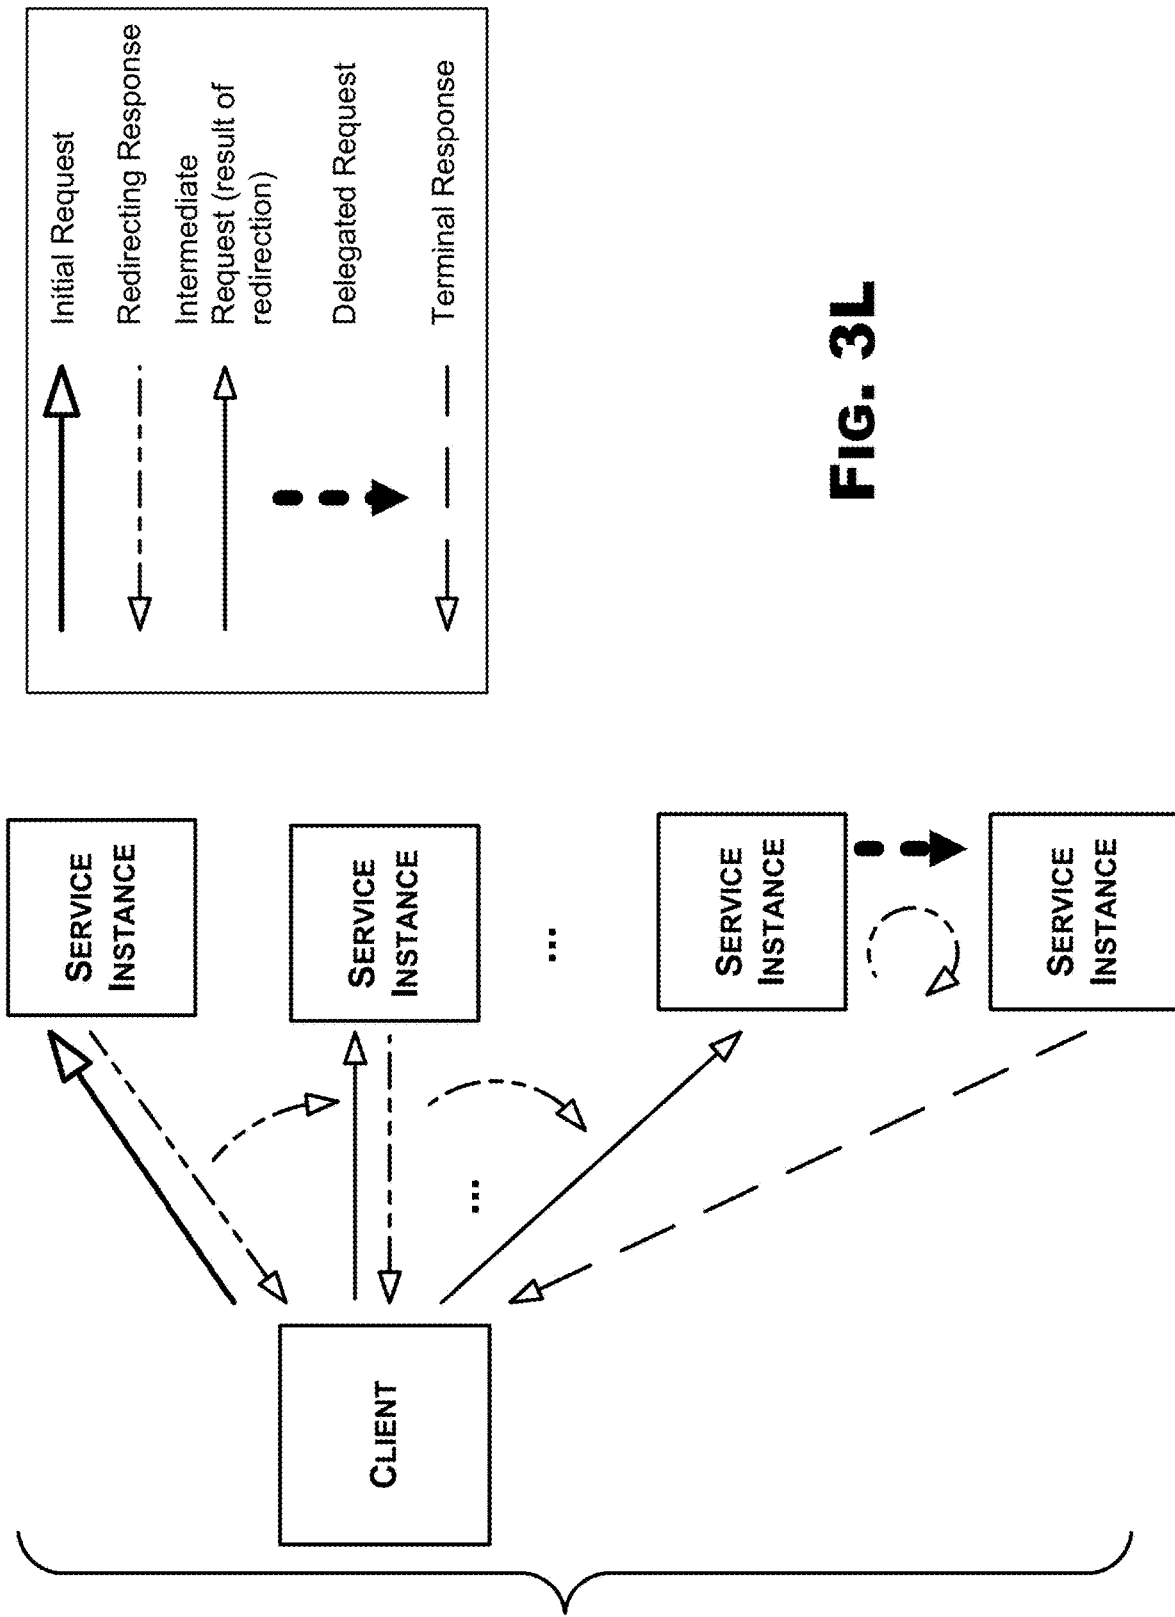 CLIENT
...
SERVICE
INSTANCE
SERVICE
INSTANCE
...
SERVICE
INSTANCE
SERVICE
INSTANCE
Initial Request
Redirecting Response
Intermediate
Request (result of
redirection)
Delegated Request
Terminal Response
FIG. 3L